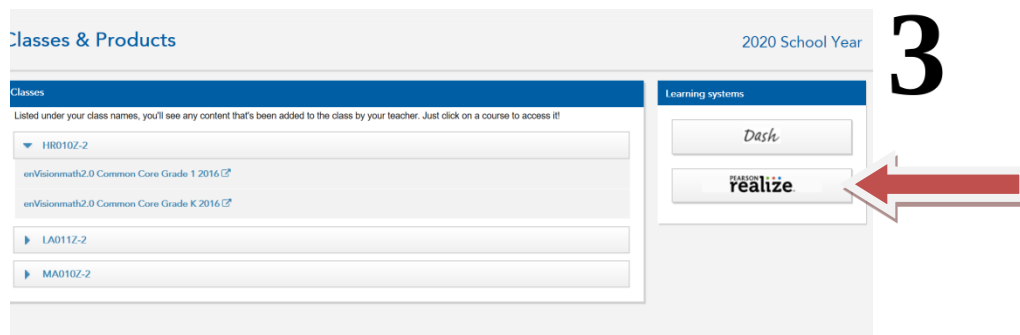 Classes & Products
2020 School Year
3
Classes
Learning systems
Listed under your class names, you'll see any content that's been added to the class by your teacher. Just click on a course to access it!
HR010Z-2
enVisionmath2.0 Common Core Grade 1 2016
enVisionmath2.0 Common Core Grade K 2016
LA011Z-2
MA010Z-2
Dash
PEARSON
realize.